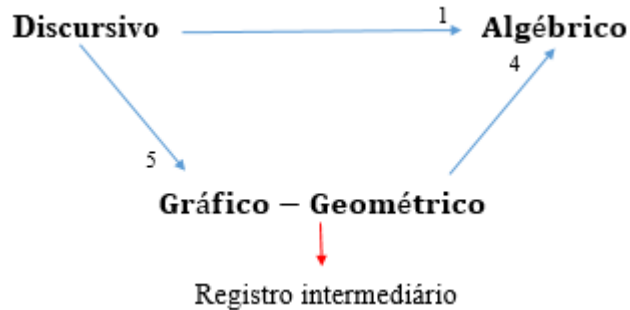 Discursivo 1 Algébrico
4
5
Gráfico − Geométrico
Registro intermediário